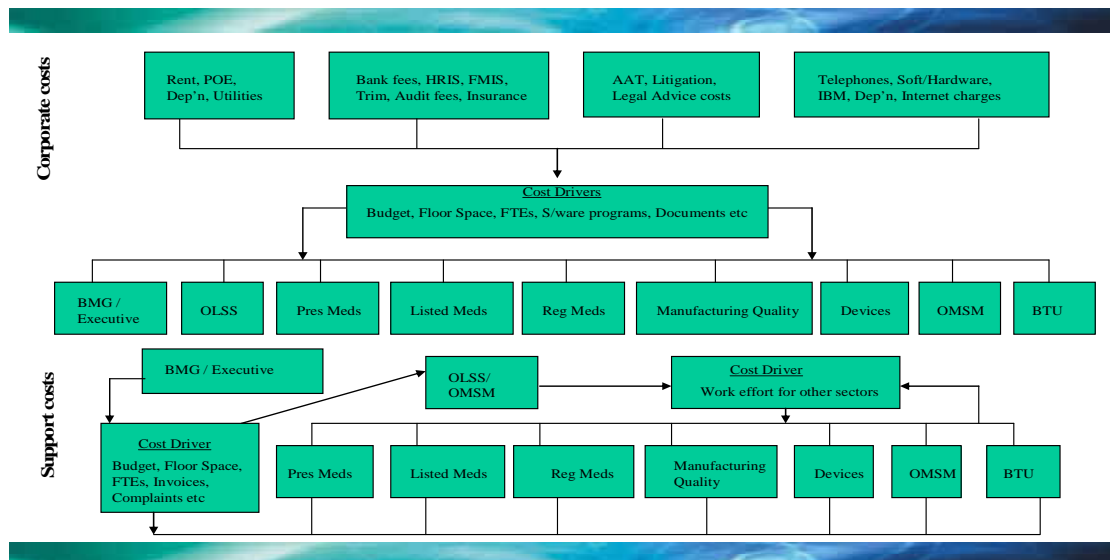 Corporate costs
Rent, POE,
Dep'n, Utilities
Bank fees, HRIS, FMIS,
Trim, Audit fees, Insurance
AAT, Litigation,
Legal Advice costs
Telephones, Soft/Hardware,
IBM, Dep'n, Internet charges
Cost Drivers
Budget, Floor Space, FTEs, S/ware programs, Documents etc
BMG /
Executive
OLSS
Pres Meds
Listed Meds
Reg Meds
Manufacturing Quality
Devices
OMSM
BTU
Support costs
BMG / Executive
OLSS/
OMSM
Cost Driver
Work effort for other sectors
Cost Driver
Budget, Floor Space,
FTEs, Invoices,
Complaints etc
Pres Meds
Listed Meds
Reg Meds
Manufacturing
Quality
Devices
OMSM
BTU